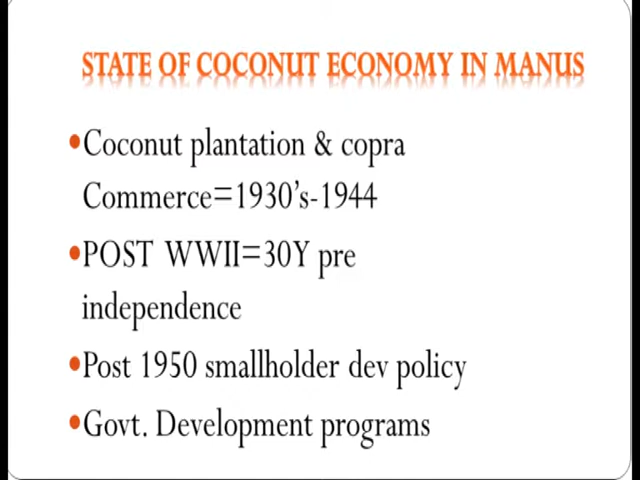 STATE OF COCONUT ECONOMY IN MANUS
•Coconut plantation & copra
Commerce=1930’s-1944
•POST WWII=30Y pre
independence
•Post 1950 smallholder dev policy
•Govt. Development programs